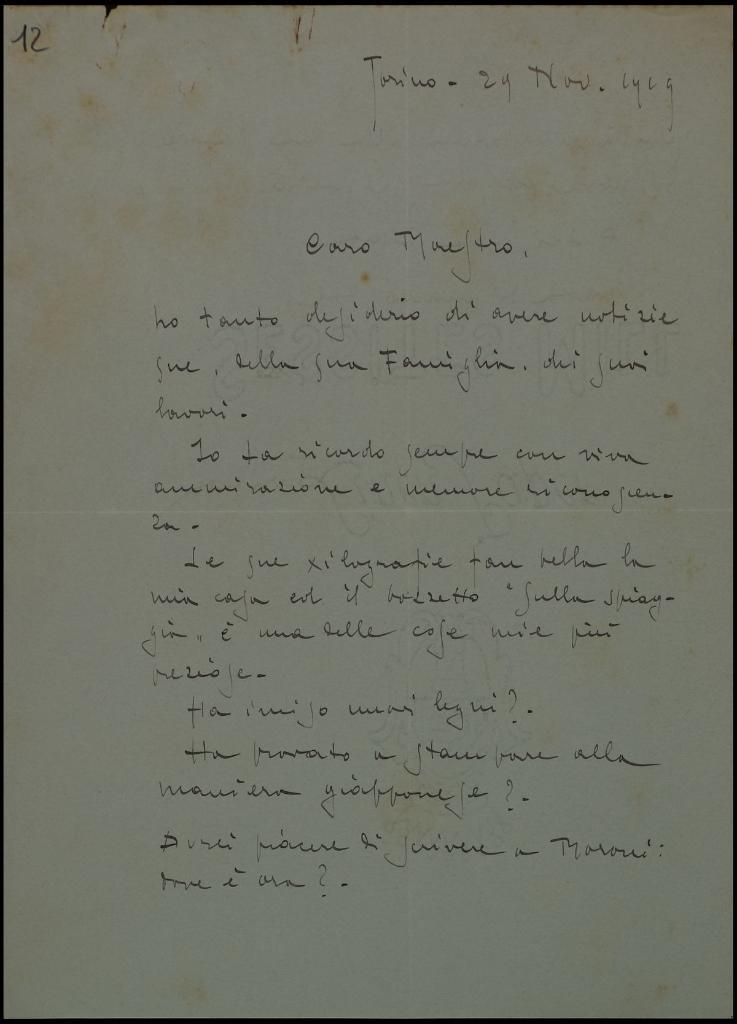 12
Torino - 29 Nov. 1919
Caro Maestro,
ho tanto desiderio di avere notizie
sue, della sua Famiglia, dei suoi
lavori -
Io La ricordo sempre con viva
ammirazione e memore riconoscen-
za -
Le sue xilografie fan bella la
mia casa ed il bozzetto "Sulla spiag-
gia" è una delle cose mie più
preziose -
Ha inciso nuovi legni? -
Ha provato a stampare alla
maniera giapponese? -
piacere di scrivere a Moroni:
dove è ora? -